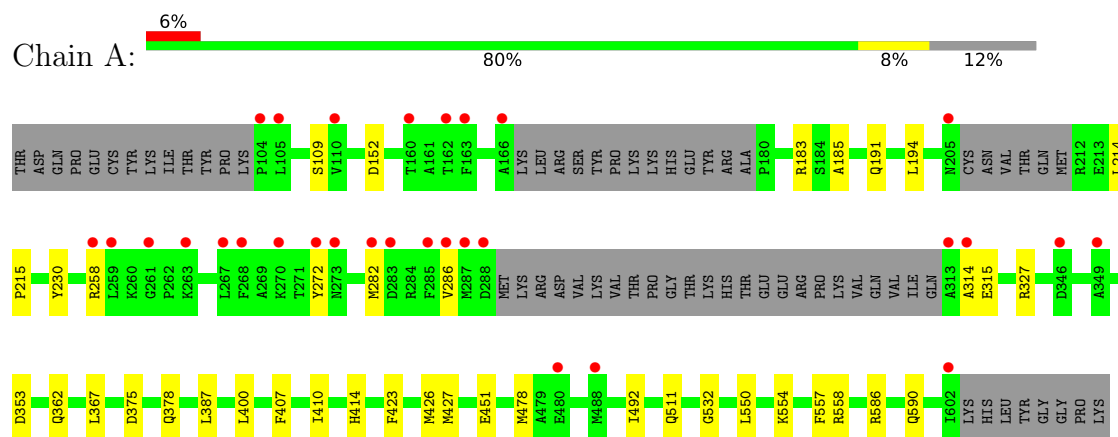 6%
Chain A:
80% 8% 12%
THR ASP GLN PRO GLU CYS TYR LYS ILE THR TYR PRO LYS P104 L105 S109 V110 D152 T160 A161 T162 F163 A166 LYS LEU ARG SER TYR PRO LYS LYS HIS GLU TYR ARG ALA P180 R183 S184 A185 Q191 L194 N205 CYS ASN VAL THR GLN MET R212 E213 L214
P215 Y230 R258 L259 K260 G261 P262 K263 L267 F268 A269 K270 T271 Y272 N273 M282 D283 R284 F285 V286 M287 D288 MET LYS ARG ASP VAL LYS VAL THR PRO GLY THR LYS HIS THR GLU GLU ARG PRO LYS VAL GLN VAL ILE GLN A313 A314 E315 R327 D346 A349
D353 Q362 L367 D375 Q378 L387 L400 F407 I410 H414 F423 M426 M427 E451 M478 A479 E480 M488 I492 Q511 G532 L550 K554 F557 R558 R586 Q590 I602 LYS HIS LEU TYR GLY GLY PRO LYS